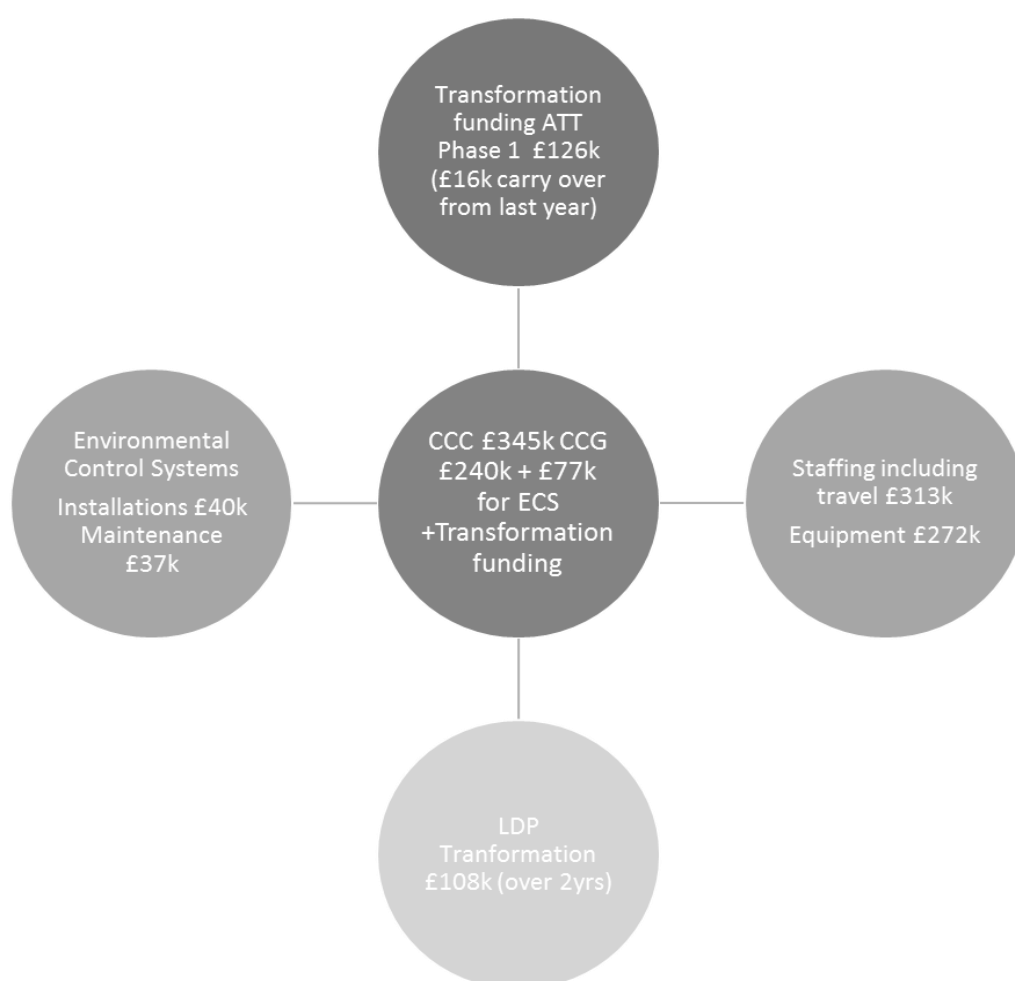 Transformation
funding ATT
Phase 1 £126k
(£16k carry over
from last year)
Environmental
Control Systems
Installations £40k
Maintenance
£37k
CCC £345k CCG
£240k + £77k
for ECS
+Transformation
funding
Staffing including
travel £313k
Equipment £272k
LDP
Tranformation
£108k (over 2yrs)